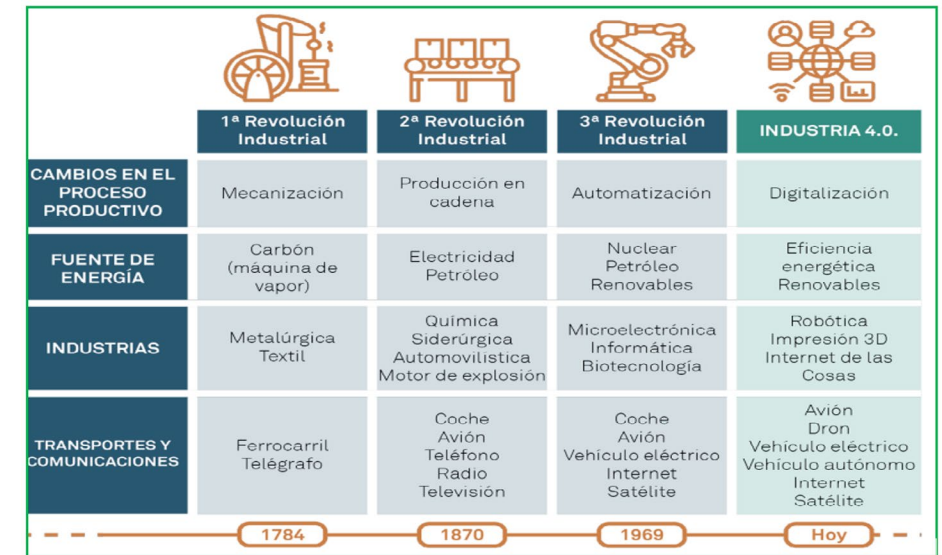 1ª Revolución
Industrial
2ª Revolución
Industrial
3ª Revolución
Industrial
INDUSTRIA 4.0.
CAMBIOS EN EL
PROCESO
PRODUCTIVO
Mecanización
Producción en
cadena
Automatización
Digitalización
FUENTE DE
ENERGÍA
Carbón
(máquina de
vapor)
Electricidad
Petróleo
Nuclear
Petróleo
Renovables
Eficiencia
energética
Renovables
INDUSTRIAS
Metalúrgica
Textil
Química
Siderúrgica
Automovilistica
Motor de explosión
Microelectrónica
Informática
Biotecnología
Robótica
Impresión 3D
Internet de las
Cosas
TRANSPORTES Y
COMUNICACIONES
Ferrocarril
Telégrafo
Coche
Avión
Teléfono
Radio
Televisión
Coche
Avión
Vehículo eléctrico
Internet
Satélite
Avión
Dron
Vehículo eléctrico
Vehículo autónomo
Internet
Satélite
1784
1870
1969
Hoy